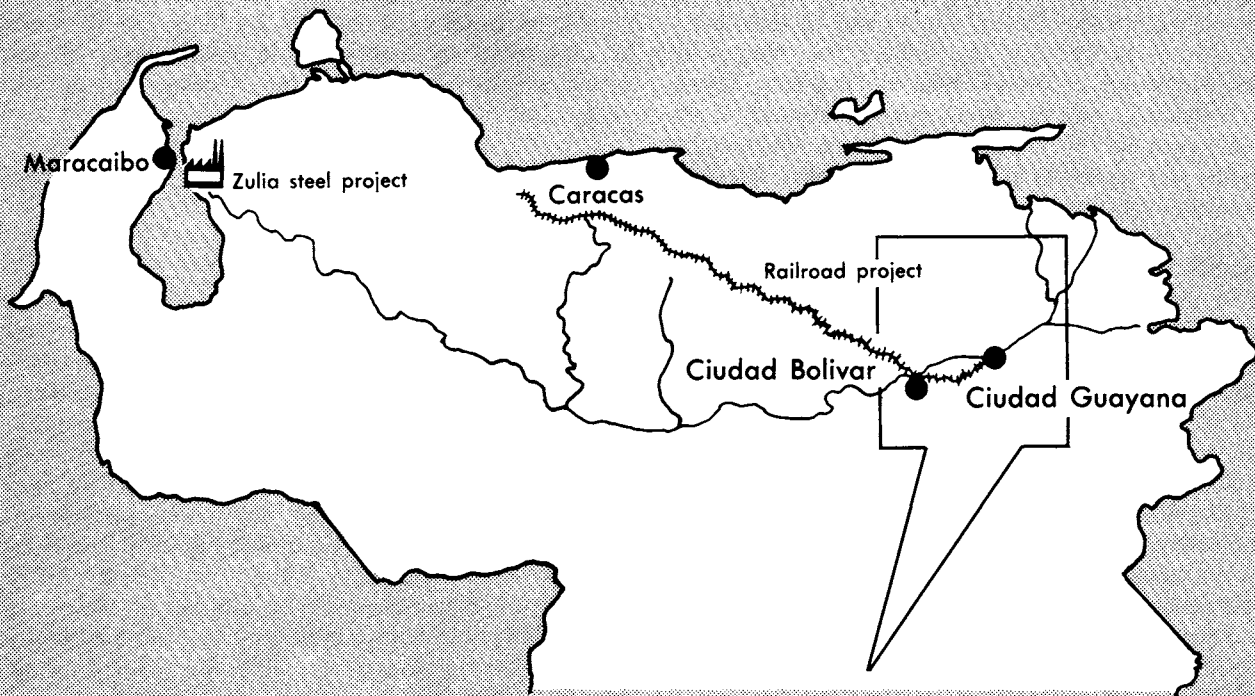 Maracaibo
Zulia steel project
Caracas
Railroad project
Ciudad Bolivar
Ciudad Guayana